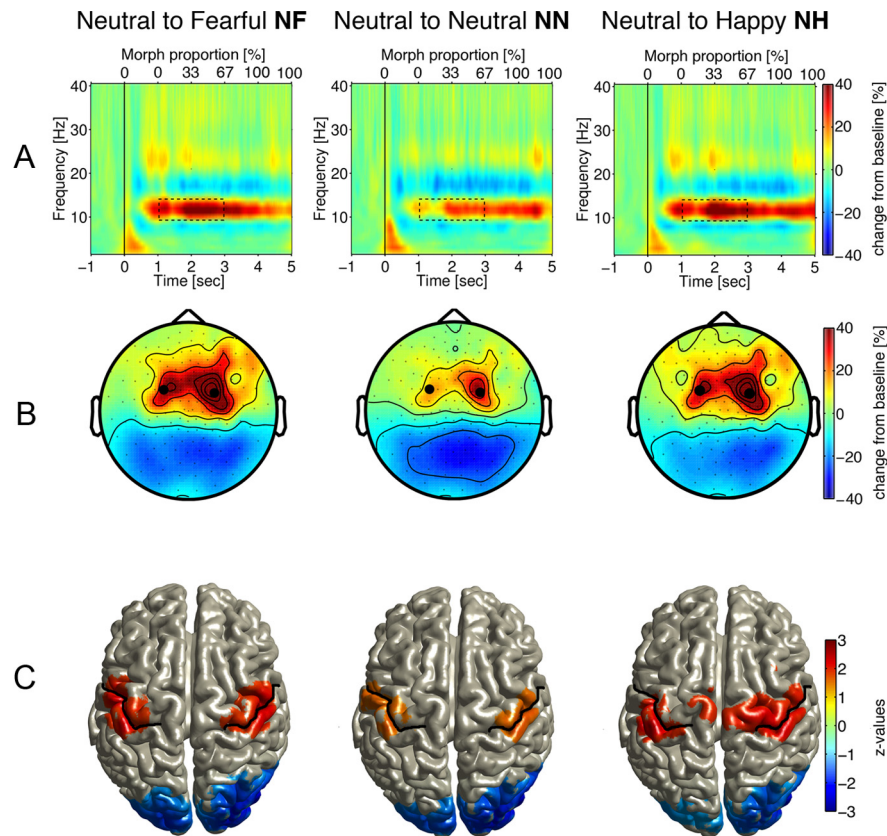 Neutral to Fearful NF Neutral to Neutral NN Neutral to Happy NH
Morph proportion [%] Morph proportion [%] Morph proportion [%]
0 0 33 67 100 100 0 0 33 67 100 100 0 0 33 67 100 100
A
Frequency [Hz]
40
30
20
10
-1 0 1 2 3 4 5
Time [sec]
Frequency [Hz]
40
30
20
10
-1 0 1 2 3 4 5
Time [sec]
Frequency [Hz]
40
30
20
10
-1 0 1 2 3 4 5
Time [sec]
40
20
0
−20
−40
change from baseline [%]
B
40
20
0
−20
−40
change from baseline [%]
C
3
2
1
0
−1
−2
−3
z-values